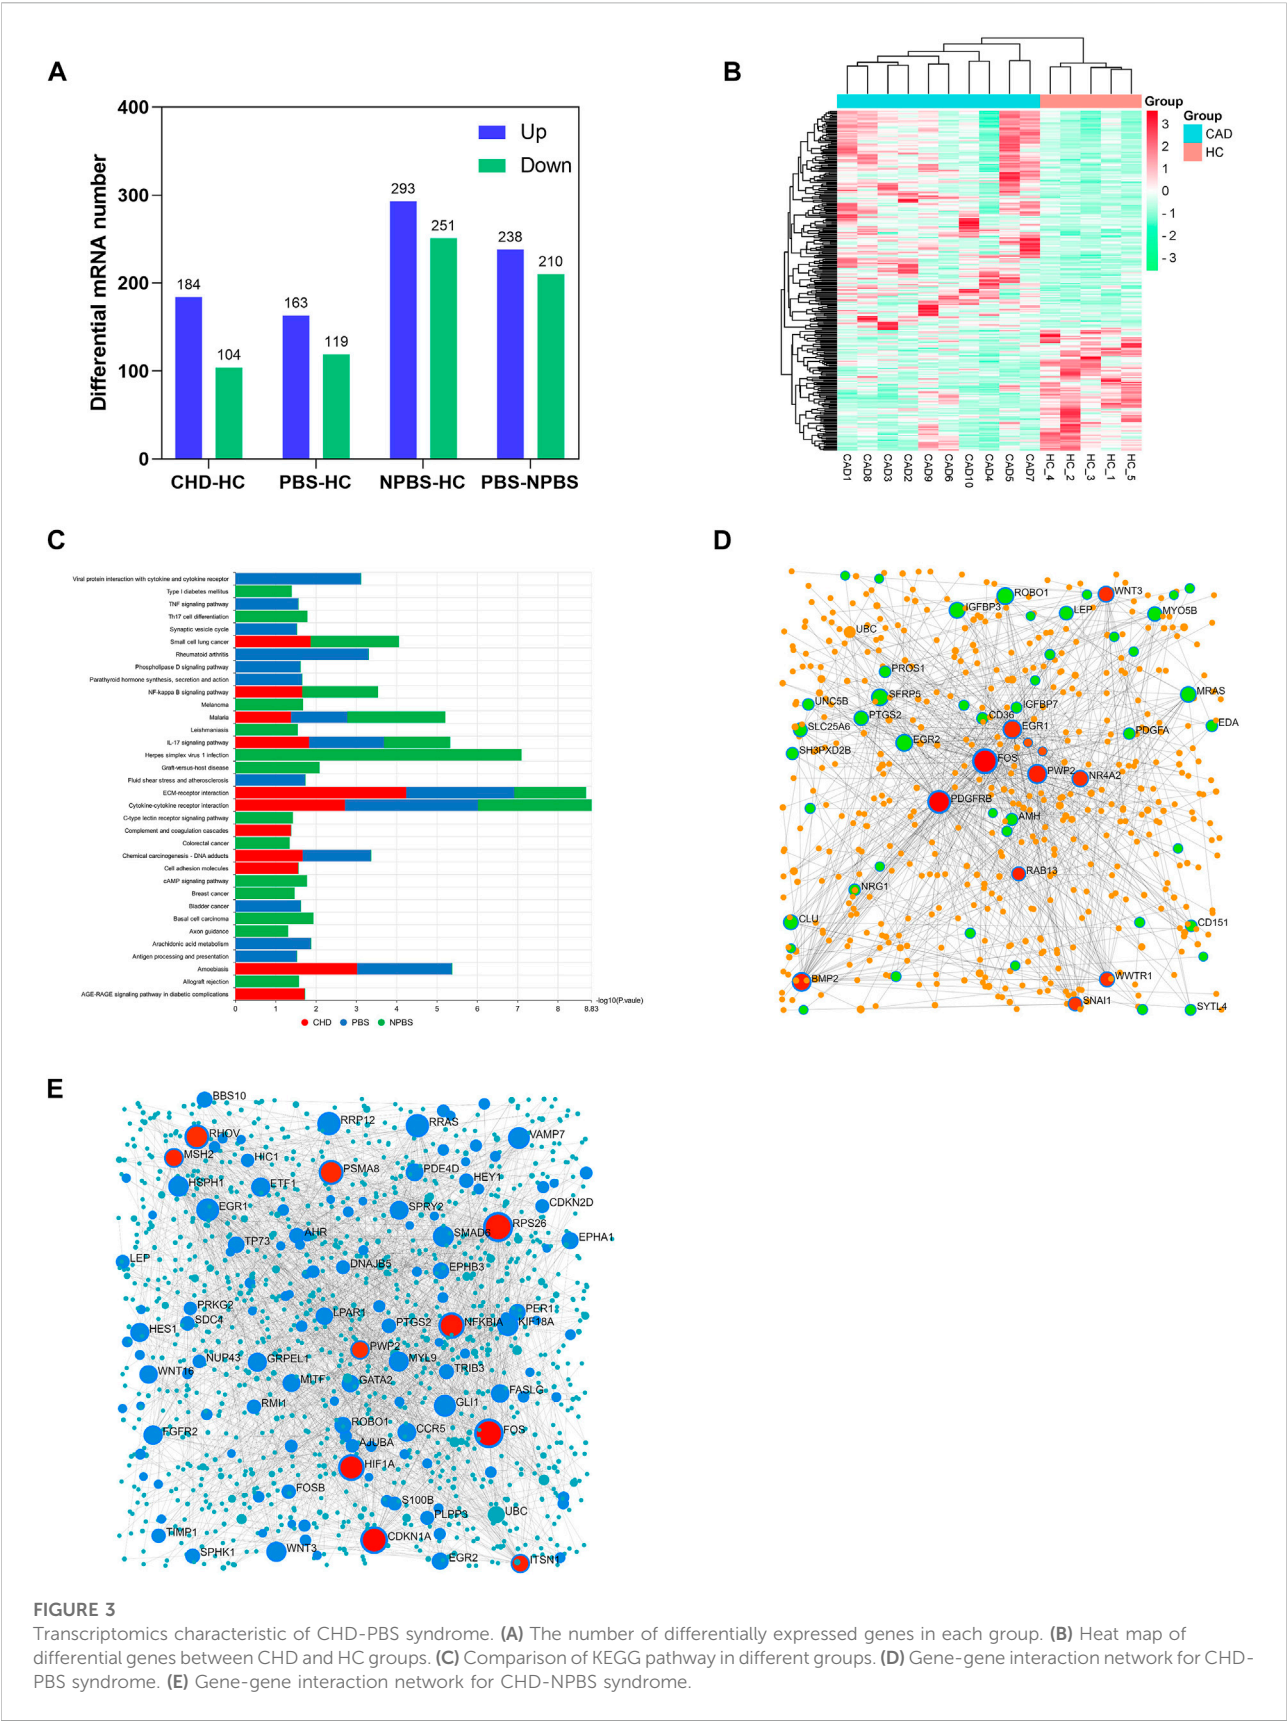 A
Differential mRNA number
400
300
200
100
0
Up
Down
184
104
163
119
293
251
238
210
CHD-HC
PBS-HC
NPBS-HC
PBS-NPBS
B
Group
3
2
1
0
- 1
- 2
- 3
Group
CAD
HC
CAD1
CAD8
CAD3
CAD2
CAD9
CAD6
CAD10
CAD4
CAD5
CAD7
HC_4
HC_2
HC_3
HC_1
HC_5
C
Viral protein interaction with cytokine and cytokine receptor
Type I diabetes mellitus
TNF signaling pathway
Th17 cell differentiation
Synaptic vesicle cycle
Small cell lung cancer
Rheumatoid arthritis
Phospholipase D signaling pathway
Parathyroid hormone synthesis, secretion and action
NF-kappa B signaling pathway
Melanoma
Malaria
Leishmaniasis
IL-17 signaling pathway
Herpes simplex virus 1 infection
Graft-versus-host disease
Fluid shear stress and atherosclerosis
ECM-receptor interaction
Cytokine-cytokine receptor interaction
C-type lectin receptor signaling pathway
Complement and coagulation cascades
Colorectal cancer
Chemical carcinogenesis - DNA adducts
Cell adhesion molecules
cAMP signaling pathway
Breast cancer
Bladder cancer
Basal cell carcinoma
Axon guidance
Arachidonic acid metabolism
Antigen processing and presentation
Amoebiasis
Allograft rejection
AGE-RAGE signaling pathway in diabetic complications
0 1 2 3 4 5 6 7 8 8.83
-log10(P.vaule)
CHD PBS NPBS
D
ROBO1
WNT3
IGFBP3
LEP
MYO5B
UBC
PROS1
SFRP5
MRAS
UNC5B
IGFBP7
PTGS2
CD36
EDA
SLC25A6
EGR1
PDGFA
EGR2
SH3PXD2B
FOS
PWP2
NR4A2
PDGFRB
AMH
RAB13
NRG1
CLU
CD151
BMP2
WWTR1
SNAI1
SYTL4
E
BBS10
RRP12
RRAS
RHOV
VAMP7
MSH2
HIC1
PSMA8
PDE4D
HEY1
HSPH1
ETF1
EGR1
SPRY2
CDKN2D
RPS26
TP73
AHR
SMAD6
EPHA1
LEP
DNAJB5
EPHB3
PRKG2
LPAR1
PER1
SDC4
PTGS2
NFKBIA
KIF18A
HES1
PWP2
NUP43
GRPEL1
MYL9
WNT16
MITF
GATA2
TRIB3
RMI1
GLI1
FASLG
FGFR2
ROBO1
CCR5
FOS
AJUBA
HIF1A
FOSB
S100B
PLPP3
UBC
TIMP1
CDKN1A
SPHK1
WNT3
EGR2
ITSN1
FIGURE 3
Transcriptomics characteristic of CHD-PBS syndrome. (A) The number of differentially expressed genes in each group. (B) Heat map of
differential genes between CHD and HC groups. (C) Comparison of KEGG pathway in different groups. (D) Gene-gene interaction network for CHD-
PBS syndrome. (E) Gene-gene interaction network for CHD-NPBS syndrome.